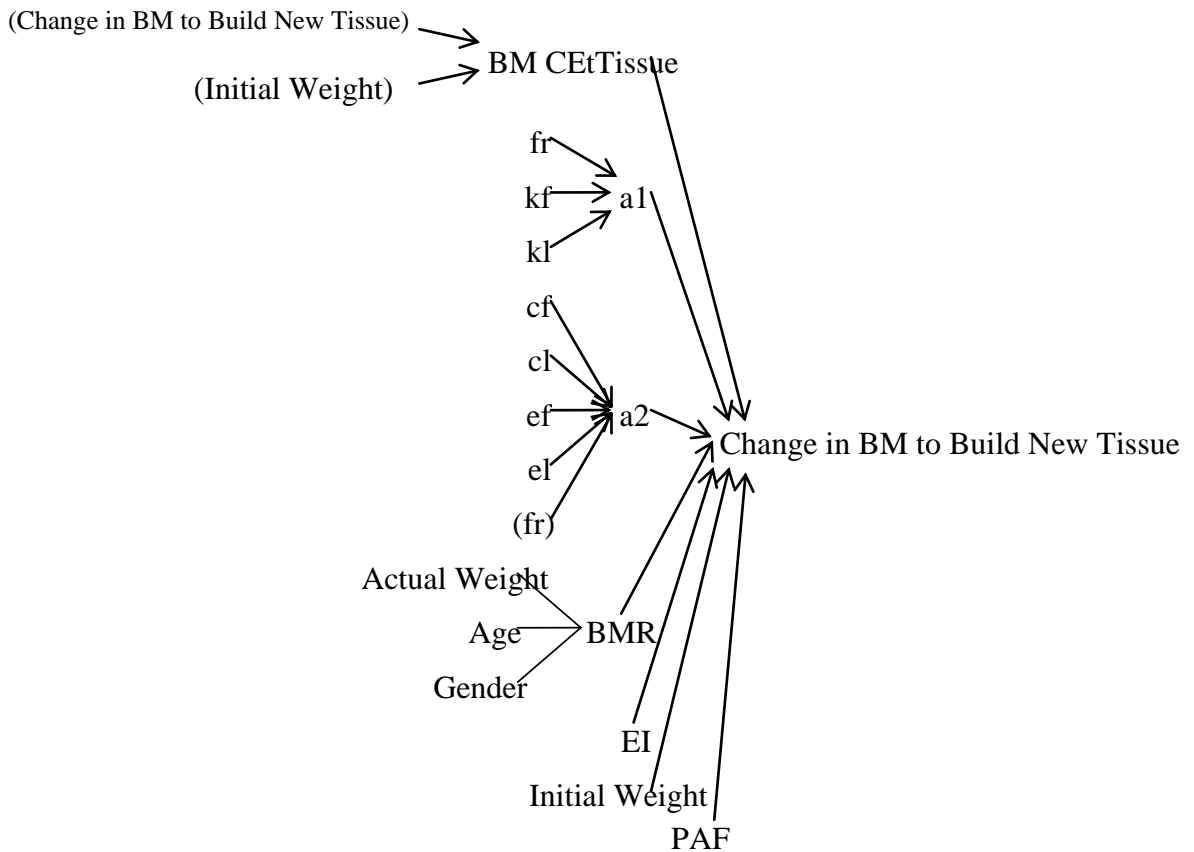 (Change in BM to Build New Tissue)
BM CEtTissue
(Initial Weight)
fr
kf
a1
kl
cf
cl
ef
a2
Change in BM to Build New Tissue
el
(fr)
Actual Weight
Age
BMR
Gender
EI
Initial Weight
PAF